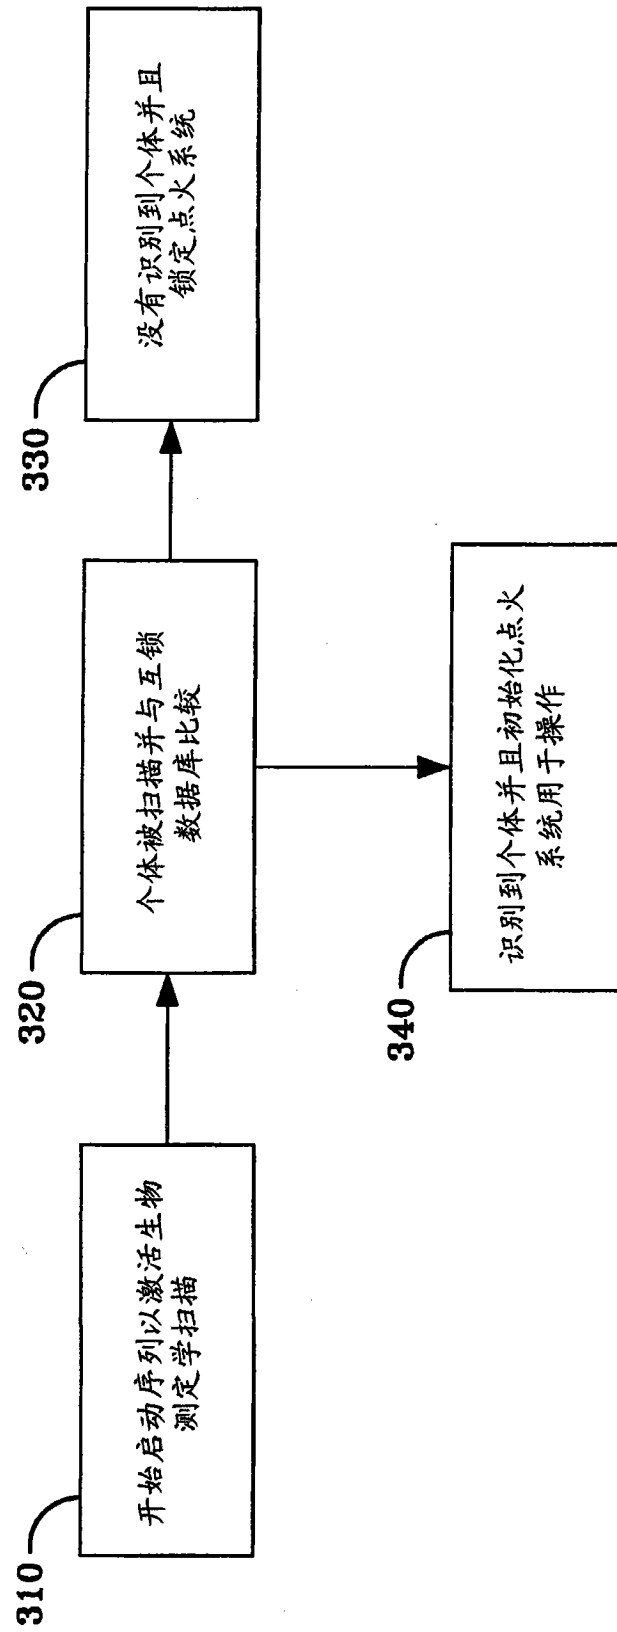 310
开始启动序列以激活生物
测定学扫描
320
个体被扫描并与互锁
数据库比较
330
没有识别到个体并且
锁定点火系统
340
识别到个体并且初始化点火
系统用于操作